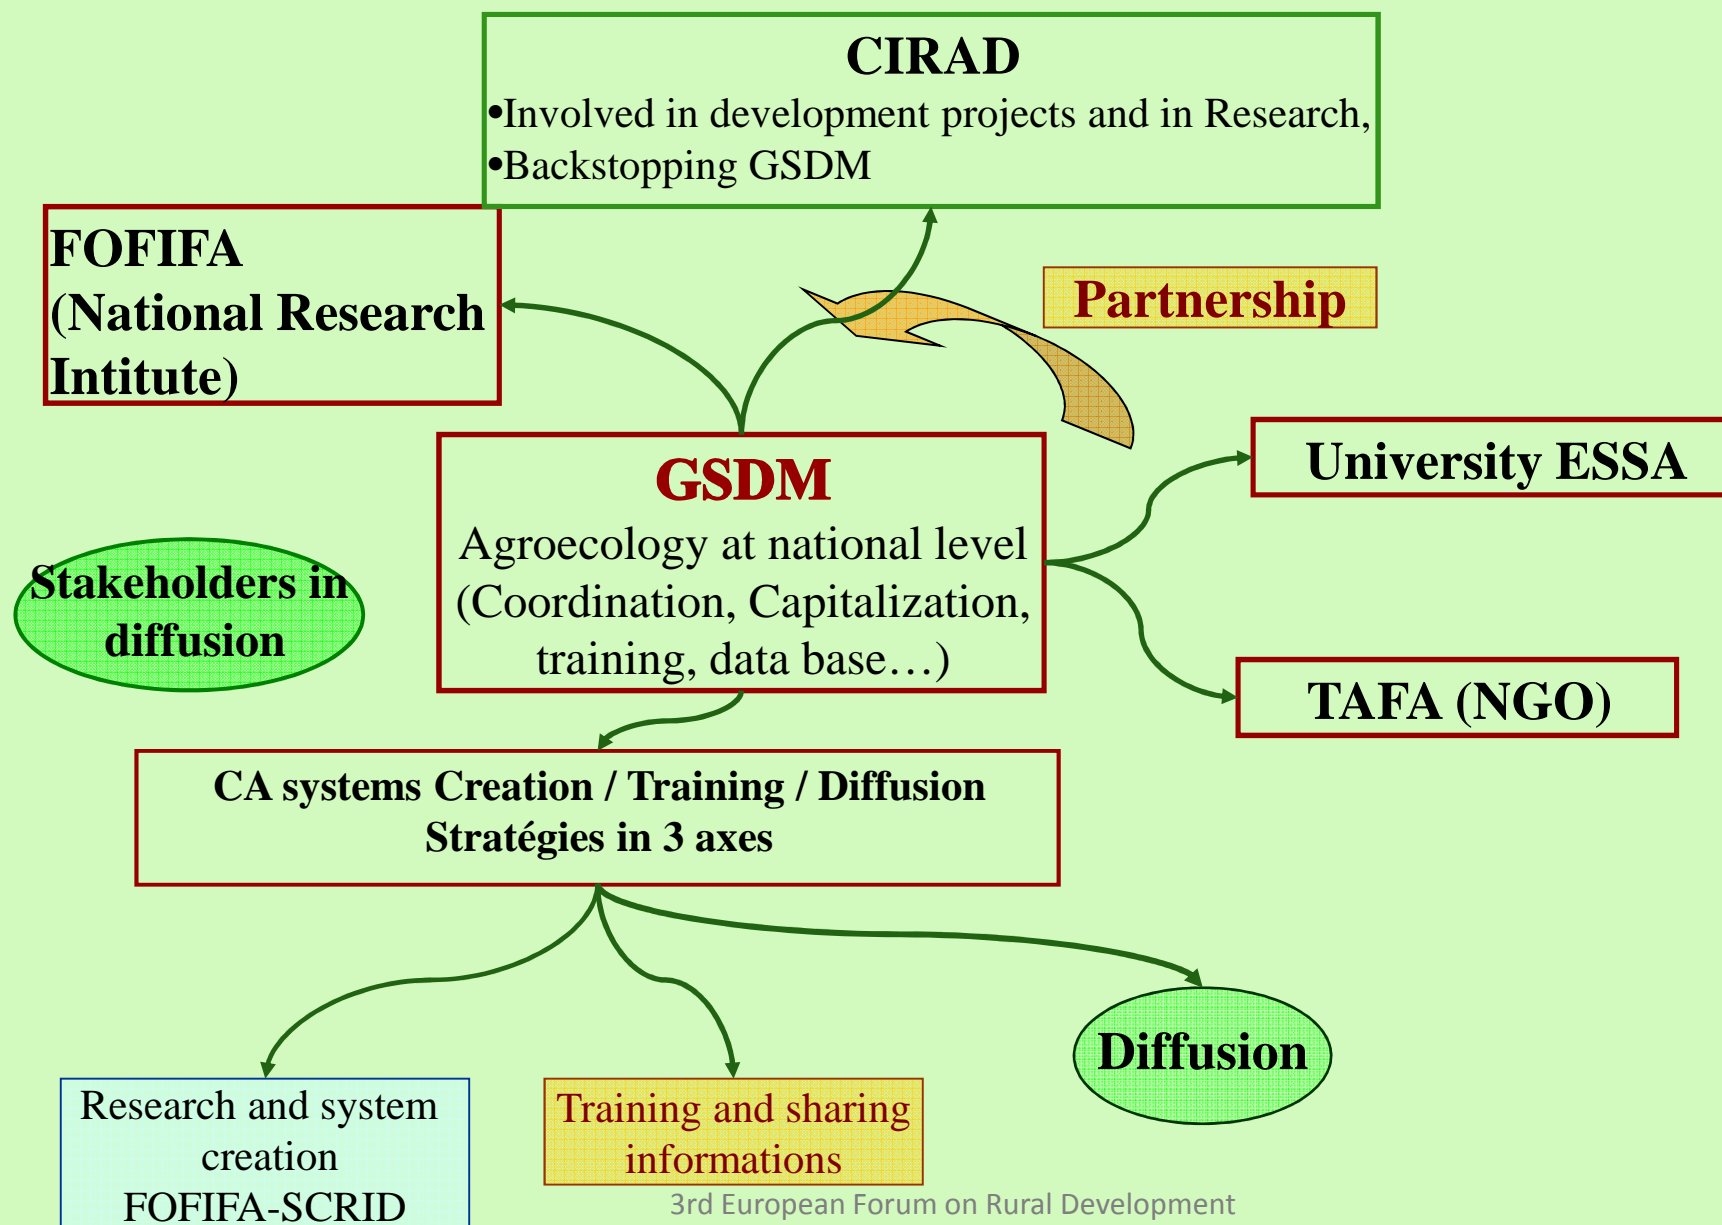 CIRAD
•Involved in development projects and in Research,
•Backstopping GSDM
FOFIFA
(National Research
Intitute)
Partnership
GSDM
Agroecology at national level
(Coordination, Capitalization,
training, data base…)
University ESSA
Stakeholders in
diffusion
TAFA (NGO)
CA systems Creation / Training / Diffusion
Stratégies in 3 axes
Diffusion
Research and system
creation
FOFIFA-SCRID
Training and sharing
informations
3rd European Forum on Rural Development